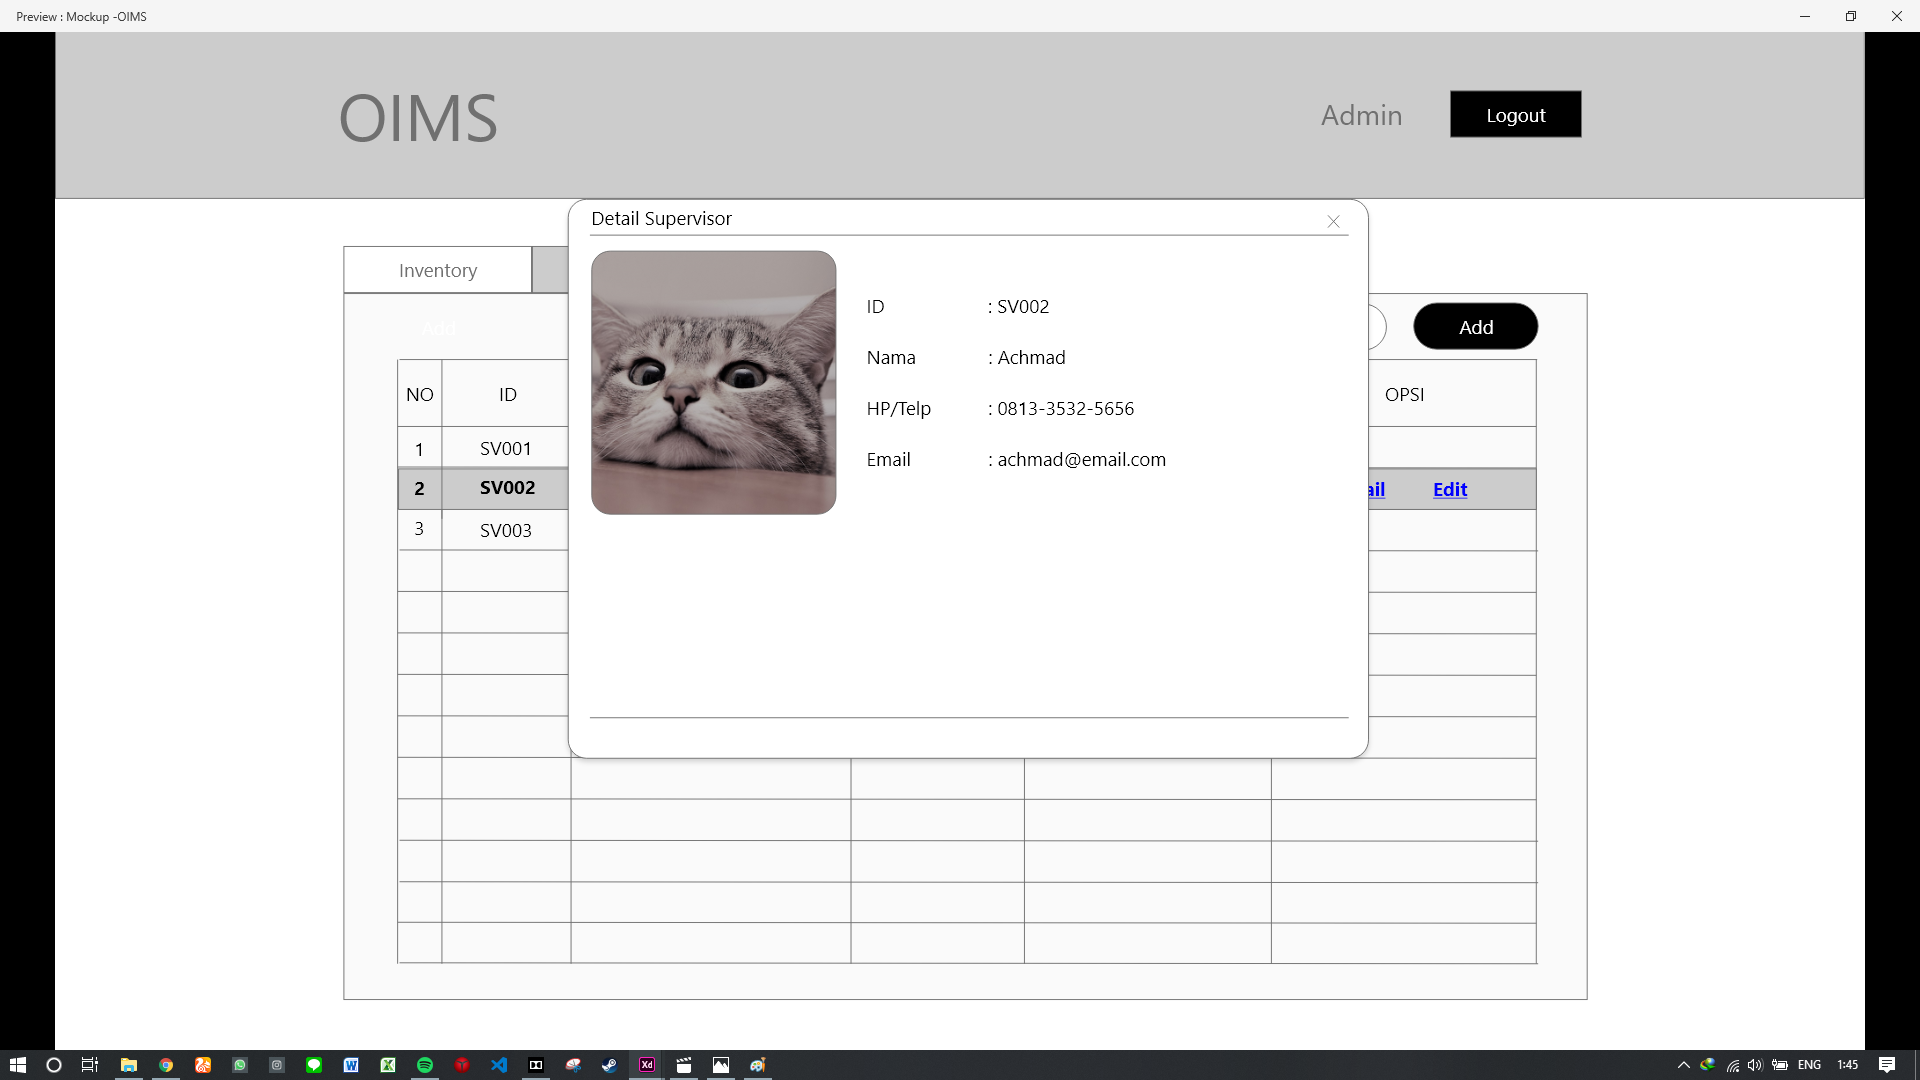 Preview : Mockup -OIMS
OIMS
Admin
Logout
Detail Supervisor
Inventory
Add
Add
ID : SV002
Nama : Achmad
HP/Telp : 0813-3532-5656
Email : achmad@email.com
NO ID OPSI
1 SV001
2 SV002 ail Edit
3 SV003
ENG 1:45